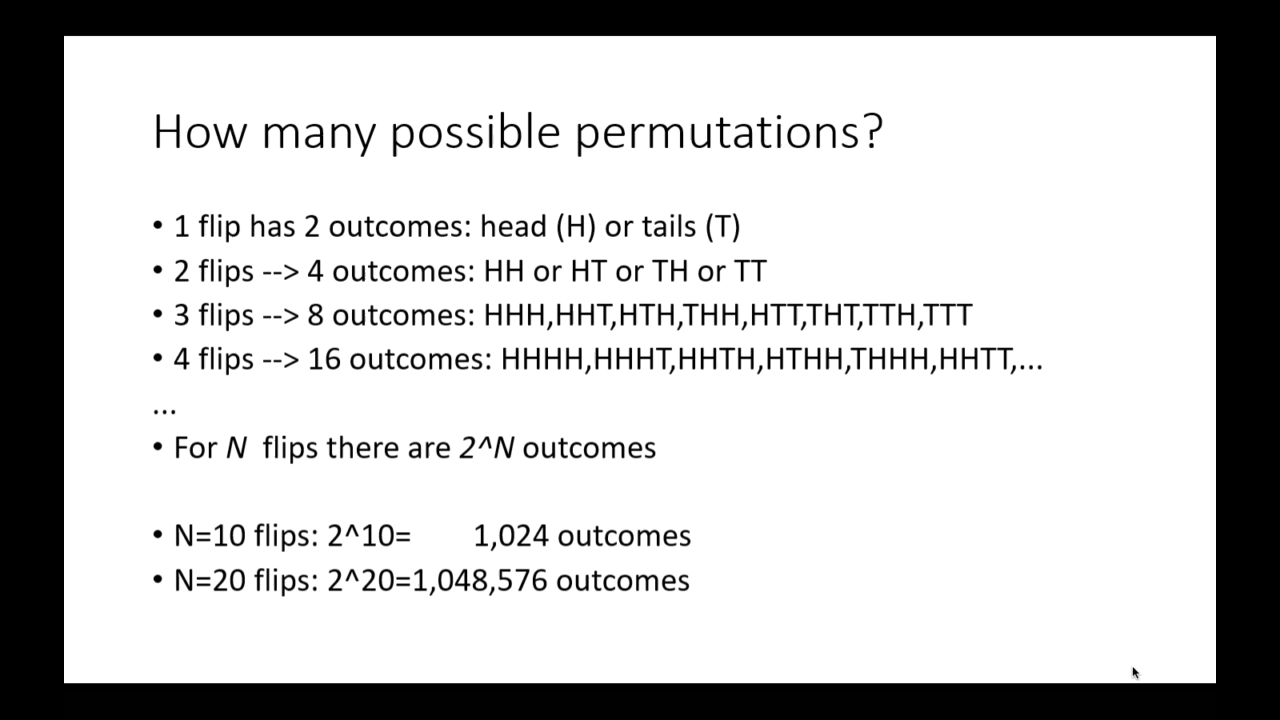 How many possible permutations?
• 1 flip has 2 outcomes: head (H) or tails (T)
• 2 flips --> 4 outcomes: HH or HT or TH or TT
• 3 flips --> 8 outcomes: HHH,HHT,HTH,THH,HTT,THT,TTH,TTT
• 4 flips --> 16 outcomes: HHHH,HHHT,HHTH,HTHH,THHH,HHTT,...
...
• For N flips there are 2^N outcomes
• N=10 flips: 2^10= 1,024 outcomes
• N=20 flips: 2^20=1,048,576 outcomes